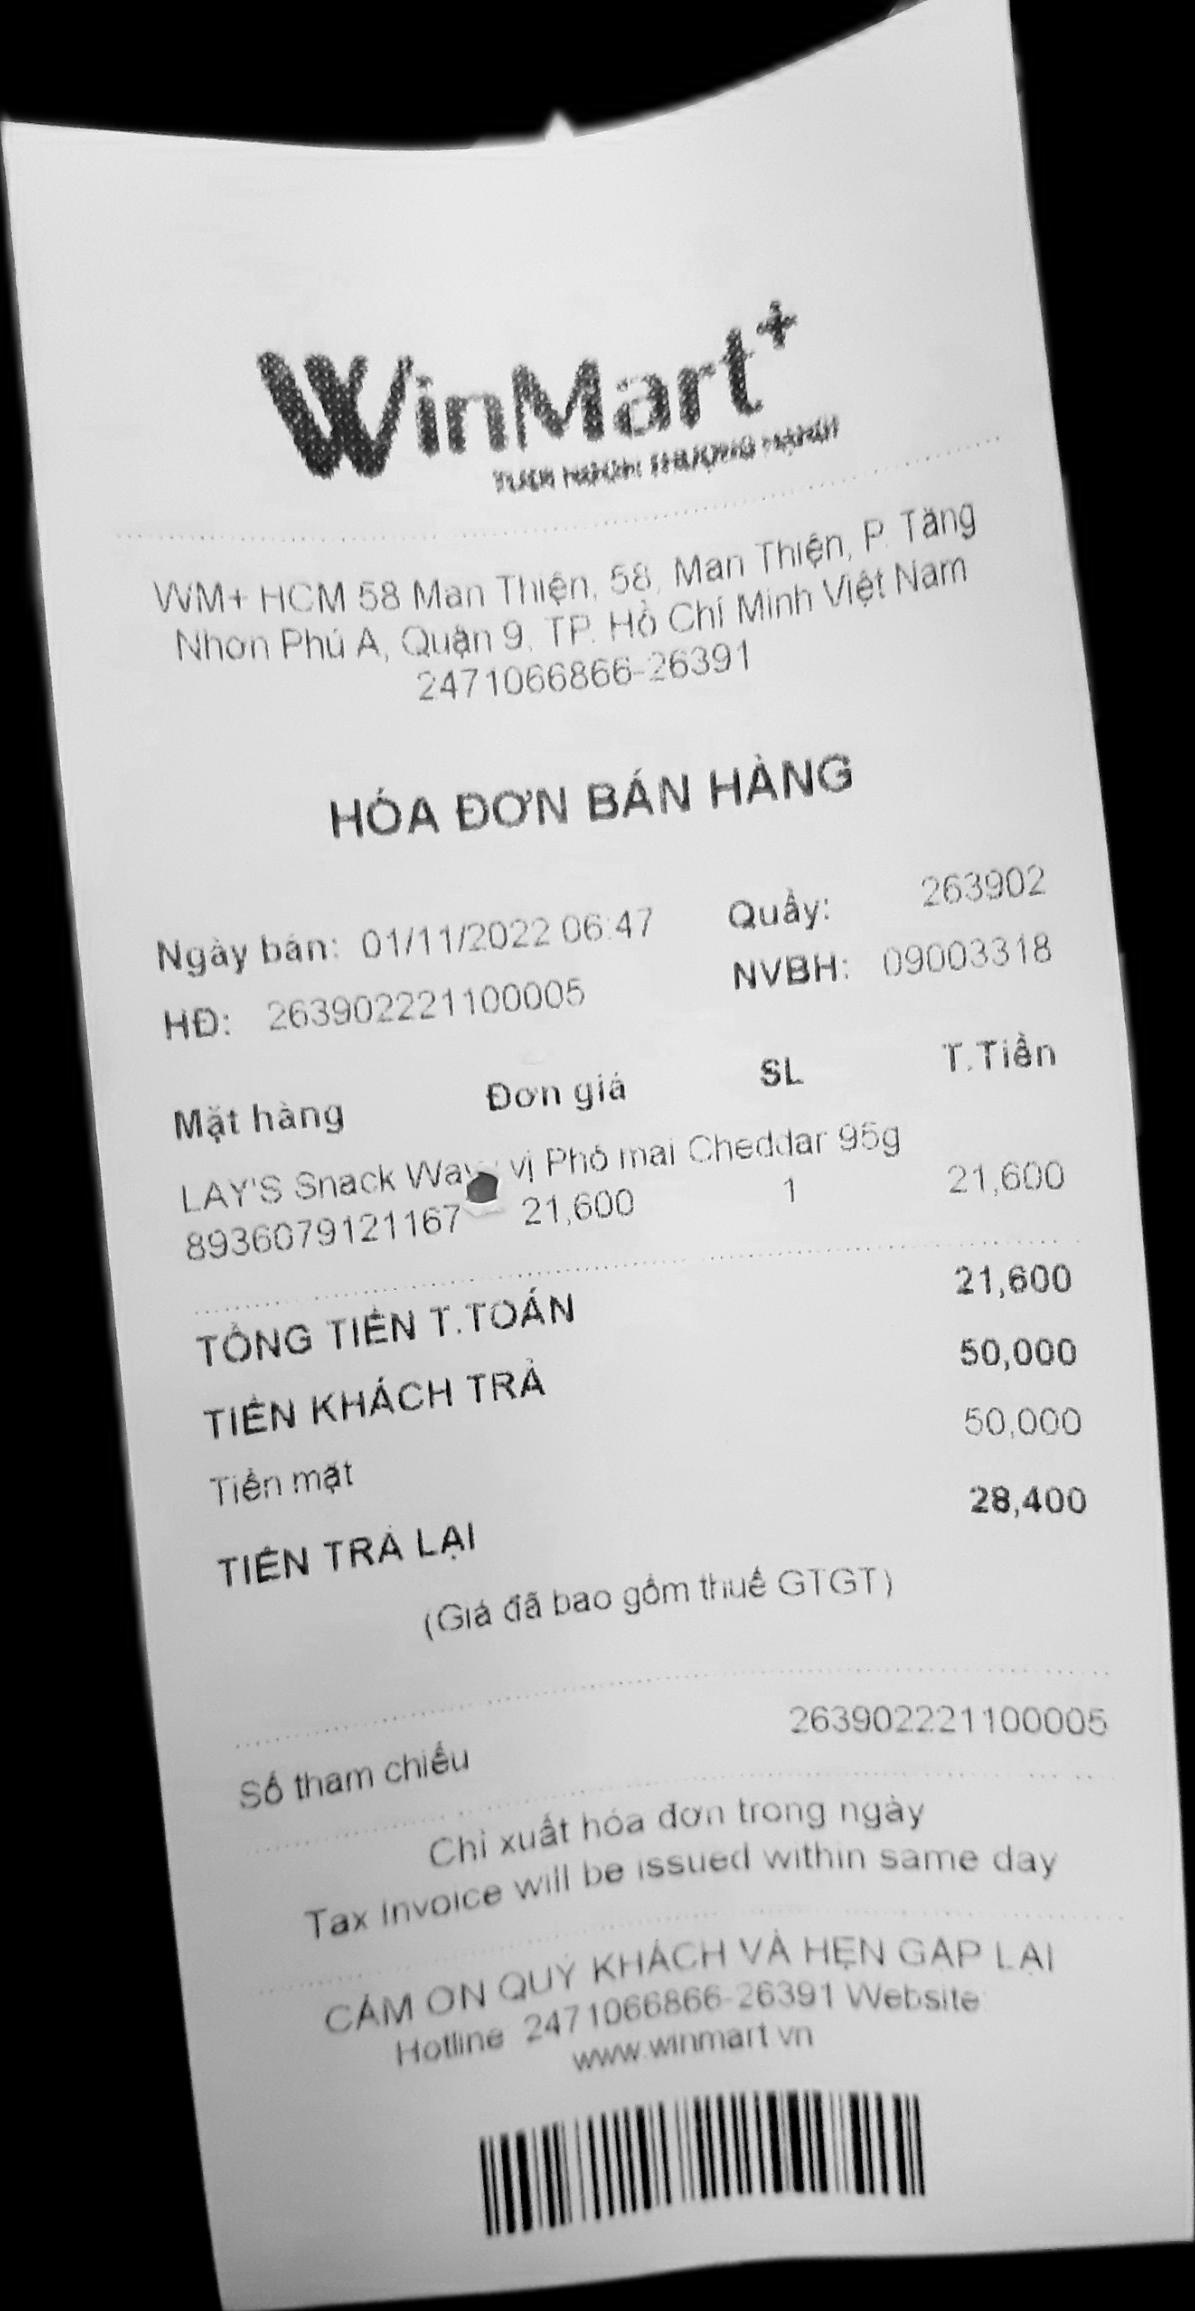 WinMart+
WM+ HCM 58 Man Thiện, 58, Man Thiện, P. Tăng
Nhơn Phú A, Quận 9, TP. Hồ Chí Minh Việt Nam
2471066866-26391
HÓA ĐƠN BÁN HÀNG
Ngày bán: 01/11/2022 06:47 Quầy: 263902
HĐ: 263902221100005 NVBH: 09003318
Mặt hàng Đơn giá SL T.Tiền
LAY'S Snack vị Phô mai Cheddar 95g
8936079121167 21,600 1 21,600
TỔNG TIỀN T.TOÁN 21,600
TIỀN KHÁCH TRẢ 50,000
Tiền mặt 50,000
TIỀN TRẢ LẠI 28,400
(Giá đã bao gồm thuế GTGT)
Số tham chiếu 263902221100005
Chỉ xuất hóa đơn trong ngày
Tax invoice will be issued within same day
CẢM ƠN QUÝ KHÁCH VÀ HẸN GẶP LẠI
Hotline 2471066866-26391 Website
www.winmart.vn